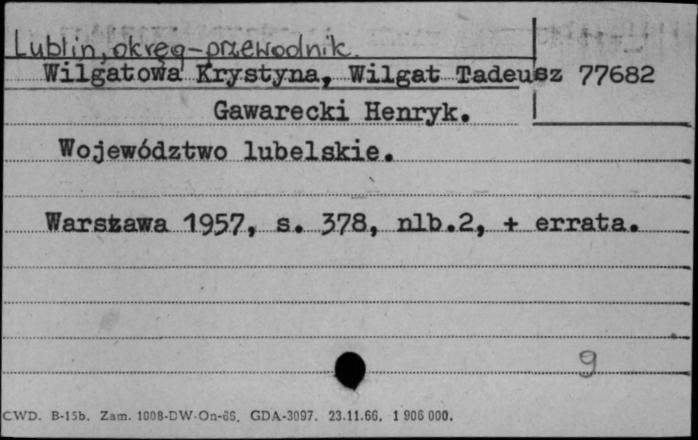 Lublin, okręg-przewodnik.
Wilgatowa Krystyna, Wilgat Tadeusz 77682
Gawarecki Henryk.
Województwo lubelskie.
Warszawa 1957, s. 378, nlb.2, + errata.
9
CWD. B-15b. Zam. 1008-DW-On-66. GDA-3097. 23.11.66. 1 906 000.